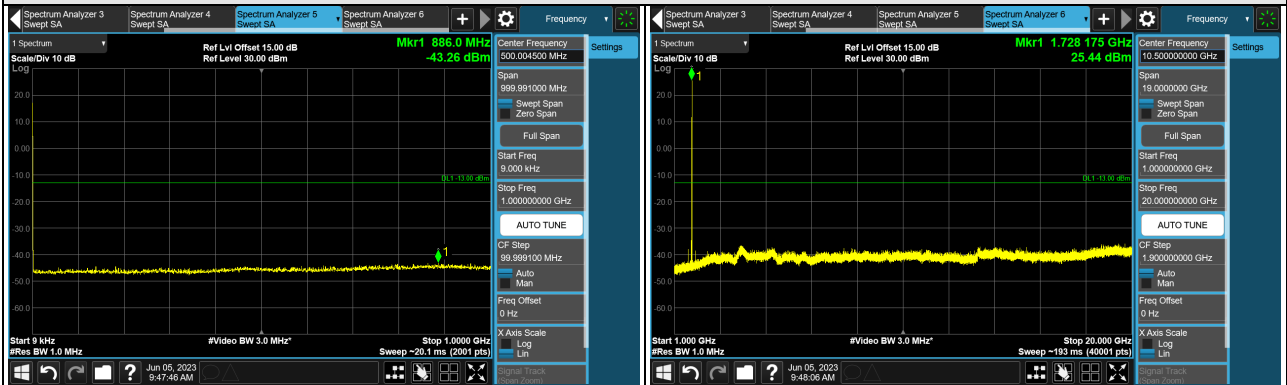 Spectrum Analyzer 3
Swept SA
Spectrum Analyzer 4
Swept SA
Spectrum Analyzer 5
Swept SA
Spectrum Analyzer 6
Swept SA
Frequency
1 Spectrum
Scale/Div 10 dB
Log
Ref Lvl Offset 15.00 dB
Ref Level 30.00 dBm
Mkr1 886.0 MHz
-43.26 dBm
20.0
10.0
0.00
-10.0
-20.0
-30.0
-40.0
-50.0
-60.0
DL1 -13.00 dBm
1
Start 9 kHz
#Res BW 1.0 MHz
#Video BW 3.0 MHz*
Stop 1.0000 GHz
Sweep ~20.1 ms (2001 pts)
Center Frequency
500.004500 MHz
Settings
Span
999.991000 MHz
Swept Span
Zero Span
Full Span
Start Freq
9.000 kHz
Stop Freq
1.000000000 GHz
AUTO TUNE
CF Step
99.999100 MHz
Auto
Man
Freq Offset
0 Hz
X Axis Scale
Log
Lin
Signal Track
(Span Zoom)
?
Jun 05, 2023
9:47:46 AM
Spectrum Analyzer 3
Swept SA
Spectrum Analyzer 4
Swept SA
Spectrum Analyzer 5
Swept SA
Spectrum Analyzer 6
Swept SA
Frequency
1 Spectrum
Scale/Div 10 dB
Log
Ref Lvl Offset 15.00 dB
Ref Level 30.00 dBm
Mkr1 1.728 175 GHz
25.44 dBm
1
20.0
10.0
0.00
-10.0
-20.0
-30.0
-40.0
-50.0
-60.0
DL1 -13.00 dBm
Start 1.000 GHz
#Res BW 1.0 MHz
#Video BW 3.0 MHz*
Stop 20.000 GHz
Sweep ~193 ms (40001 pts)
Center Frequency
10.500000000 GHz
Settings
Span
19.0000000 GHz
Swept Span
Zero Span
Full Span
Start Freq
1.000000000 GHz
Stop Freq
20.000000000 GHz
AUTO TUNE
CF Step
1.900000000 GHz
Auto
Man
Freq Offset
0 Hz
X Axis Scale
Log
Lin
Signal Track
(Span Zoom)
?
Jun 05, 2023
9:48:06 AM